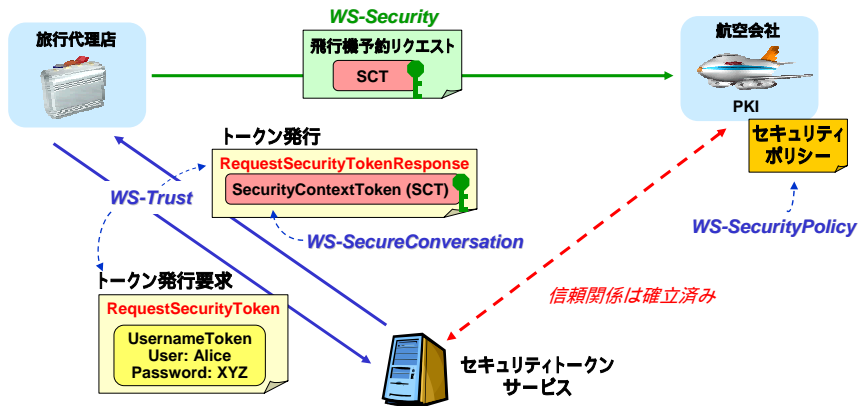 WS-Security
旅行代理店
飛行機予約リクエスト
SCT
航空会社
PKI
セキュリティ
ポリシー
トークン発行
RequestSecurityTokenResponse
SecurityContextToken (SCT)
WS-Trust
WS-SecureConversation
WS-SecurityPolicy
トークン発行要求
RequestSecurityToken
UsernameToken
User: Alice
Password: XYZ
信頼関係は確立済み
セキュリティトークン
サービス